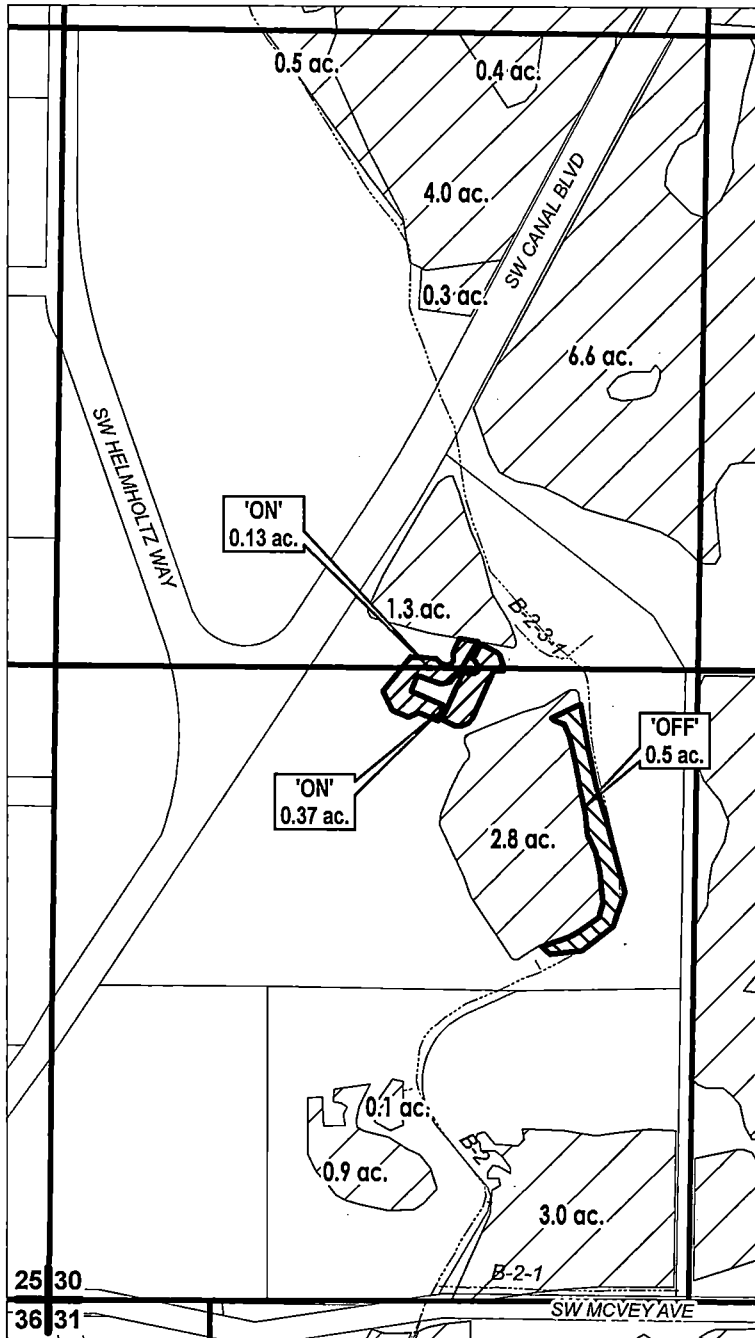 0.5 ac.
0.4 ac.
4.0 ac.
SW CANAL BLVD
0.3 ac.
6.6 ac.
SW HELMHOLTZ WAY
'ON'
0.13 ac.
1.3 ac.
B-2-3-1
'OFF'
0.5 ac.
'ON'
0.37 ac.
2.8 ac.
0.1 ac.
B-2
0.9 ac.
3.0 ac.
B-2-1
25 30
36 31
SW MCVEY AVE